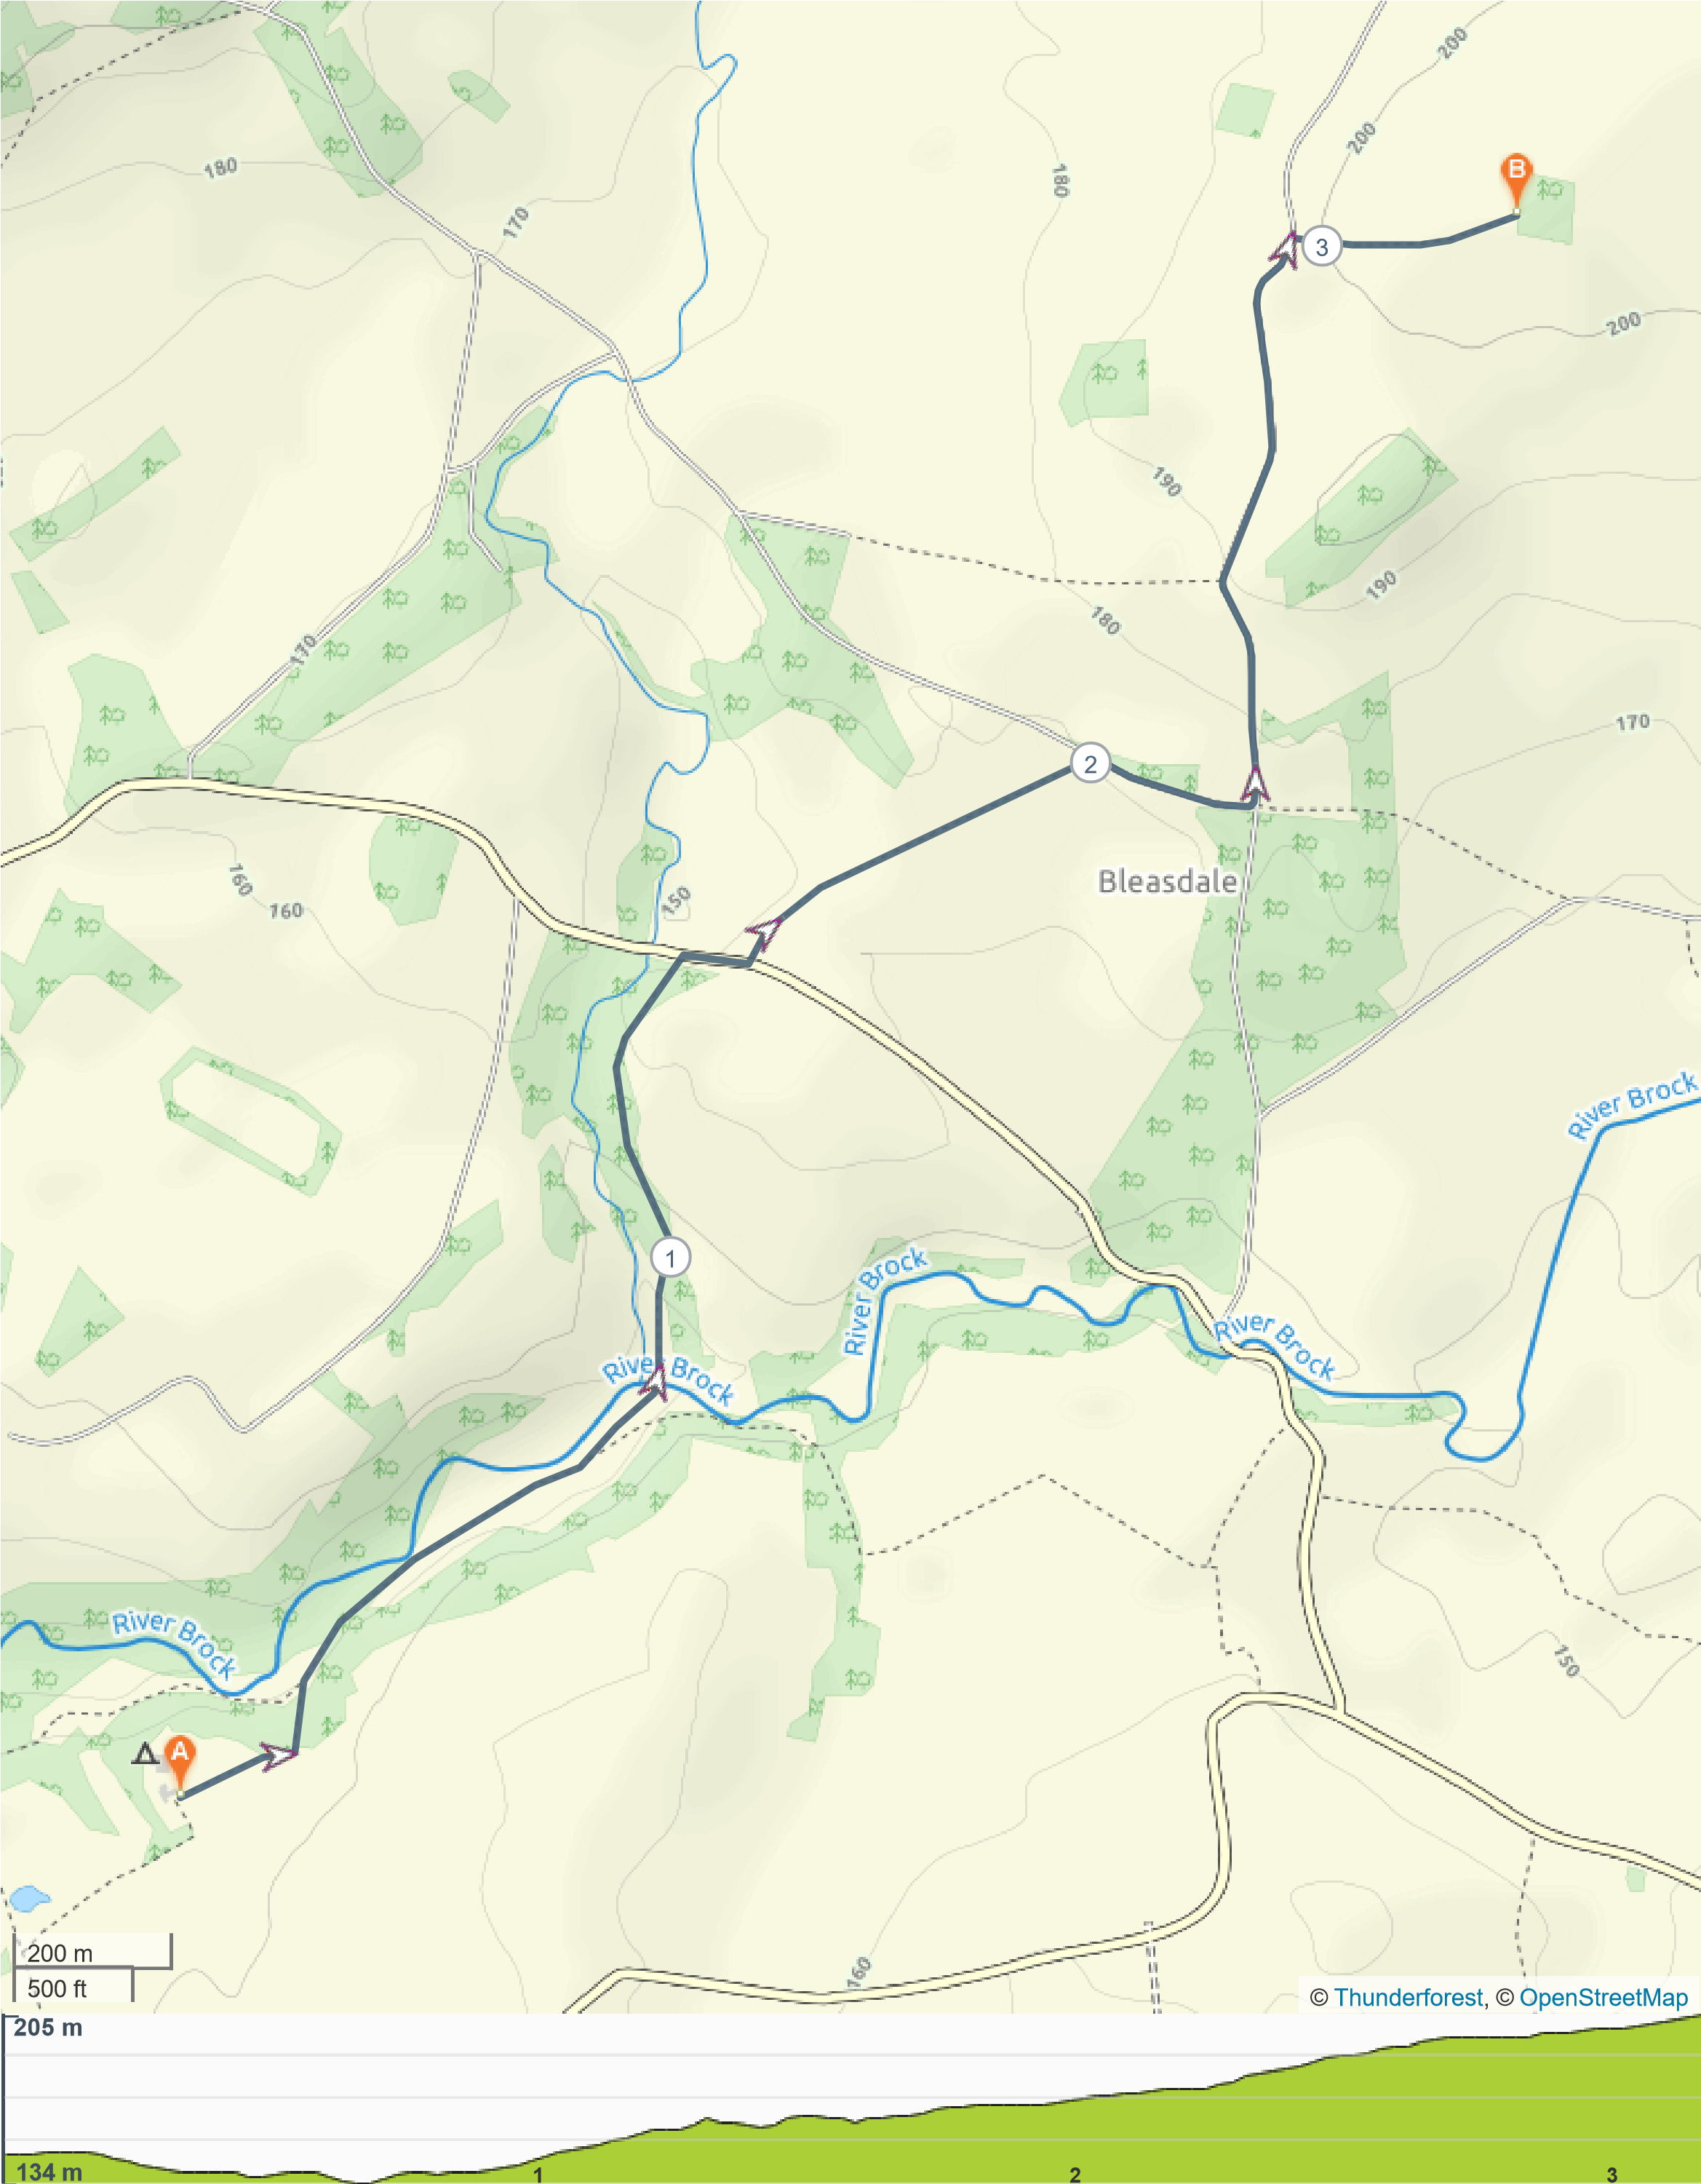 200
180
200
180
B
170
3
200
190
190
170
180
170
2
160
160
150
Bleasdale
River Brock
1
River Brock
River Brock
River Brock
River Brock
150
A
200 m
500 ft
160
© Thunderforest, © OpenStreetMap
205 m
134 m
1
2
3